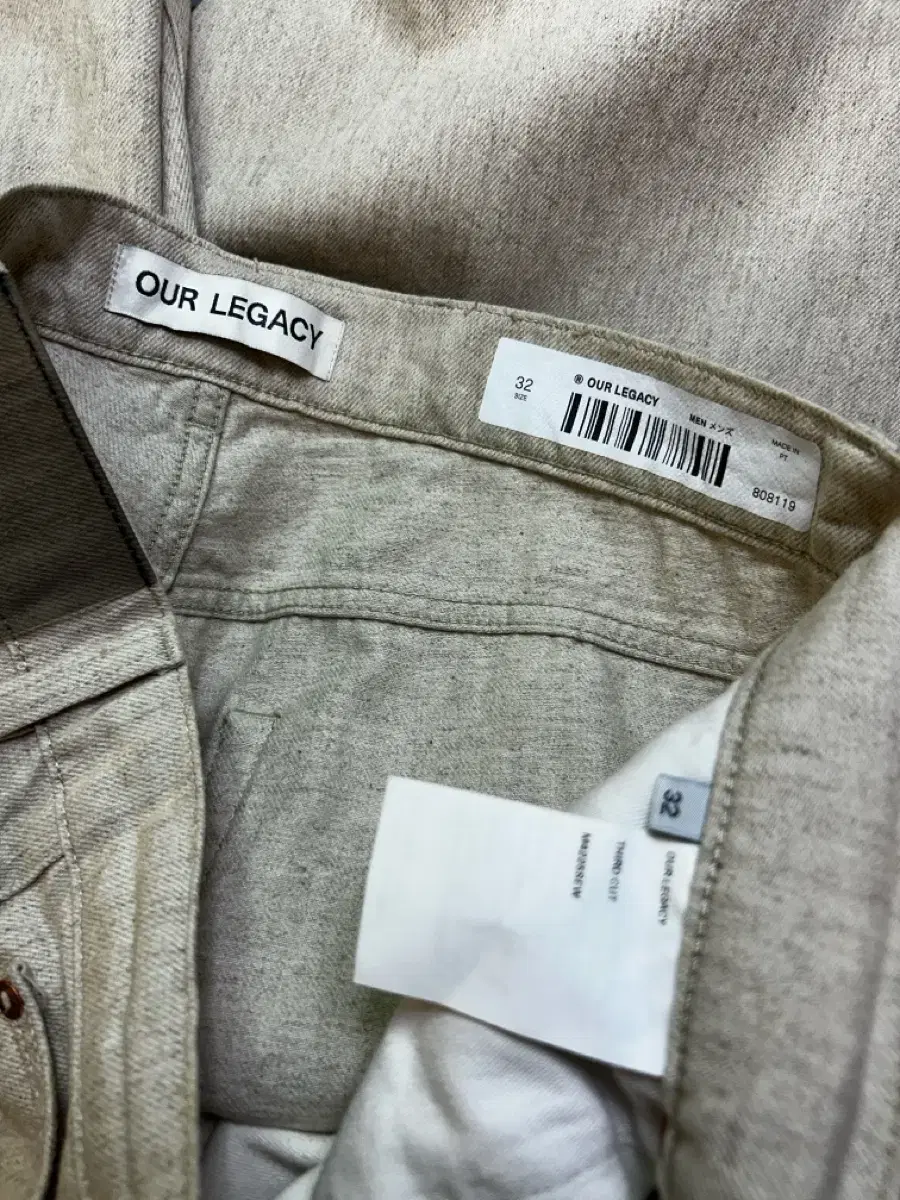 OUR LEGACY
32
SIZE
® OUR LEGACY
MEN メンズ
MADE IN
PT
808119
32
OUR LEGACY
THIRD CUT